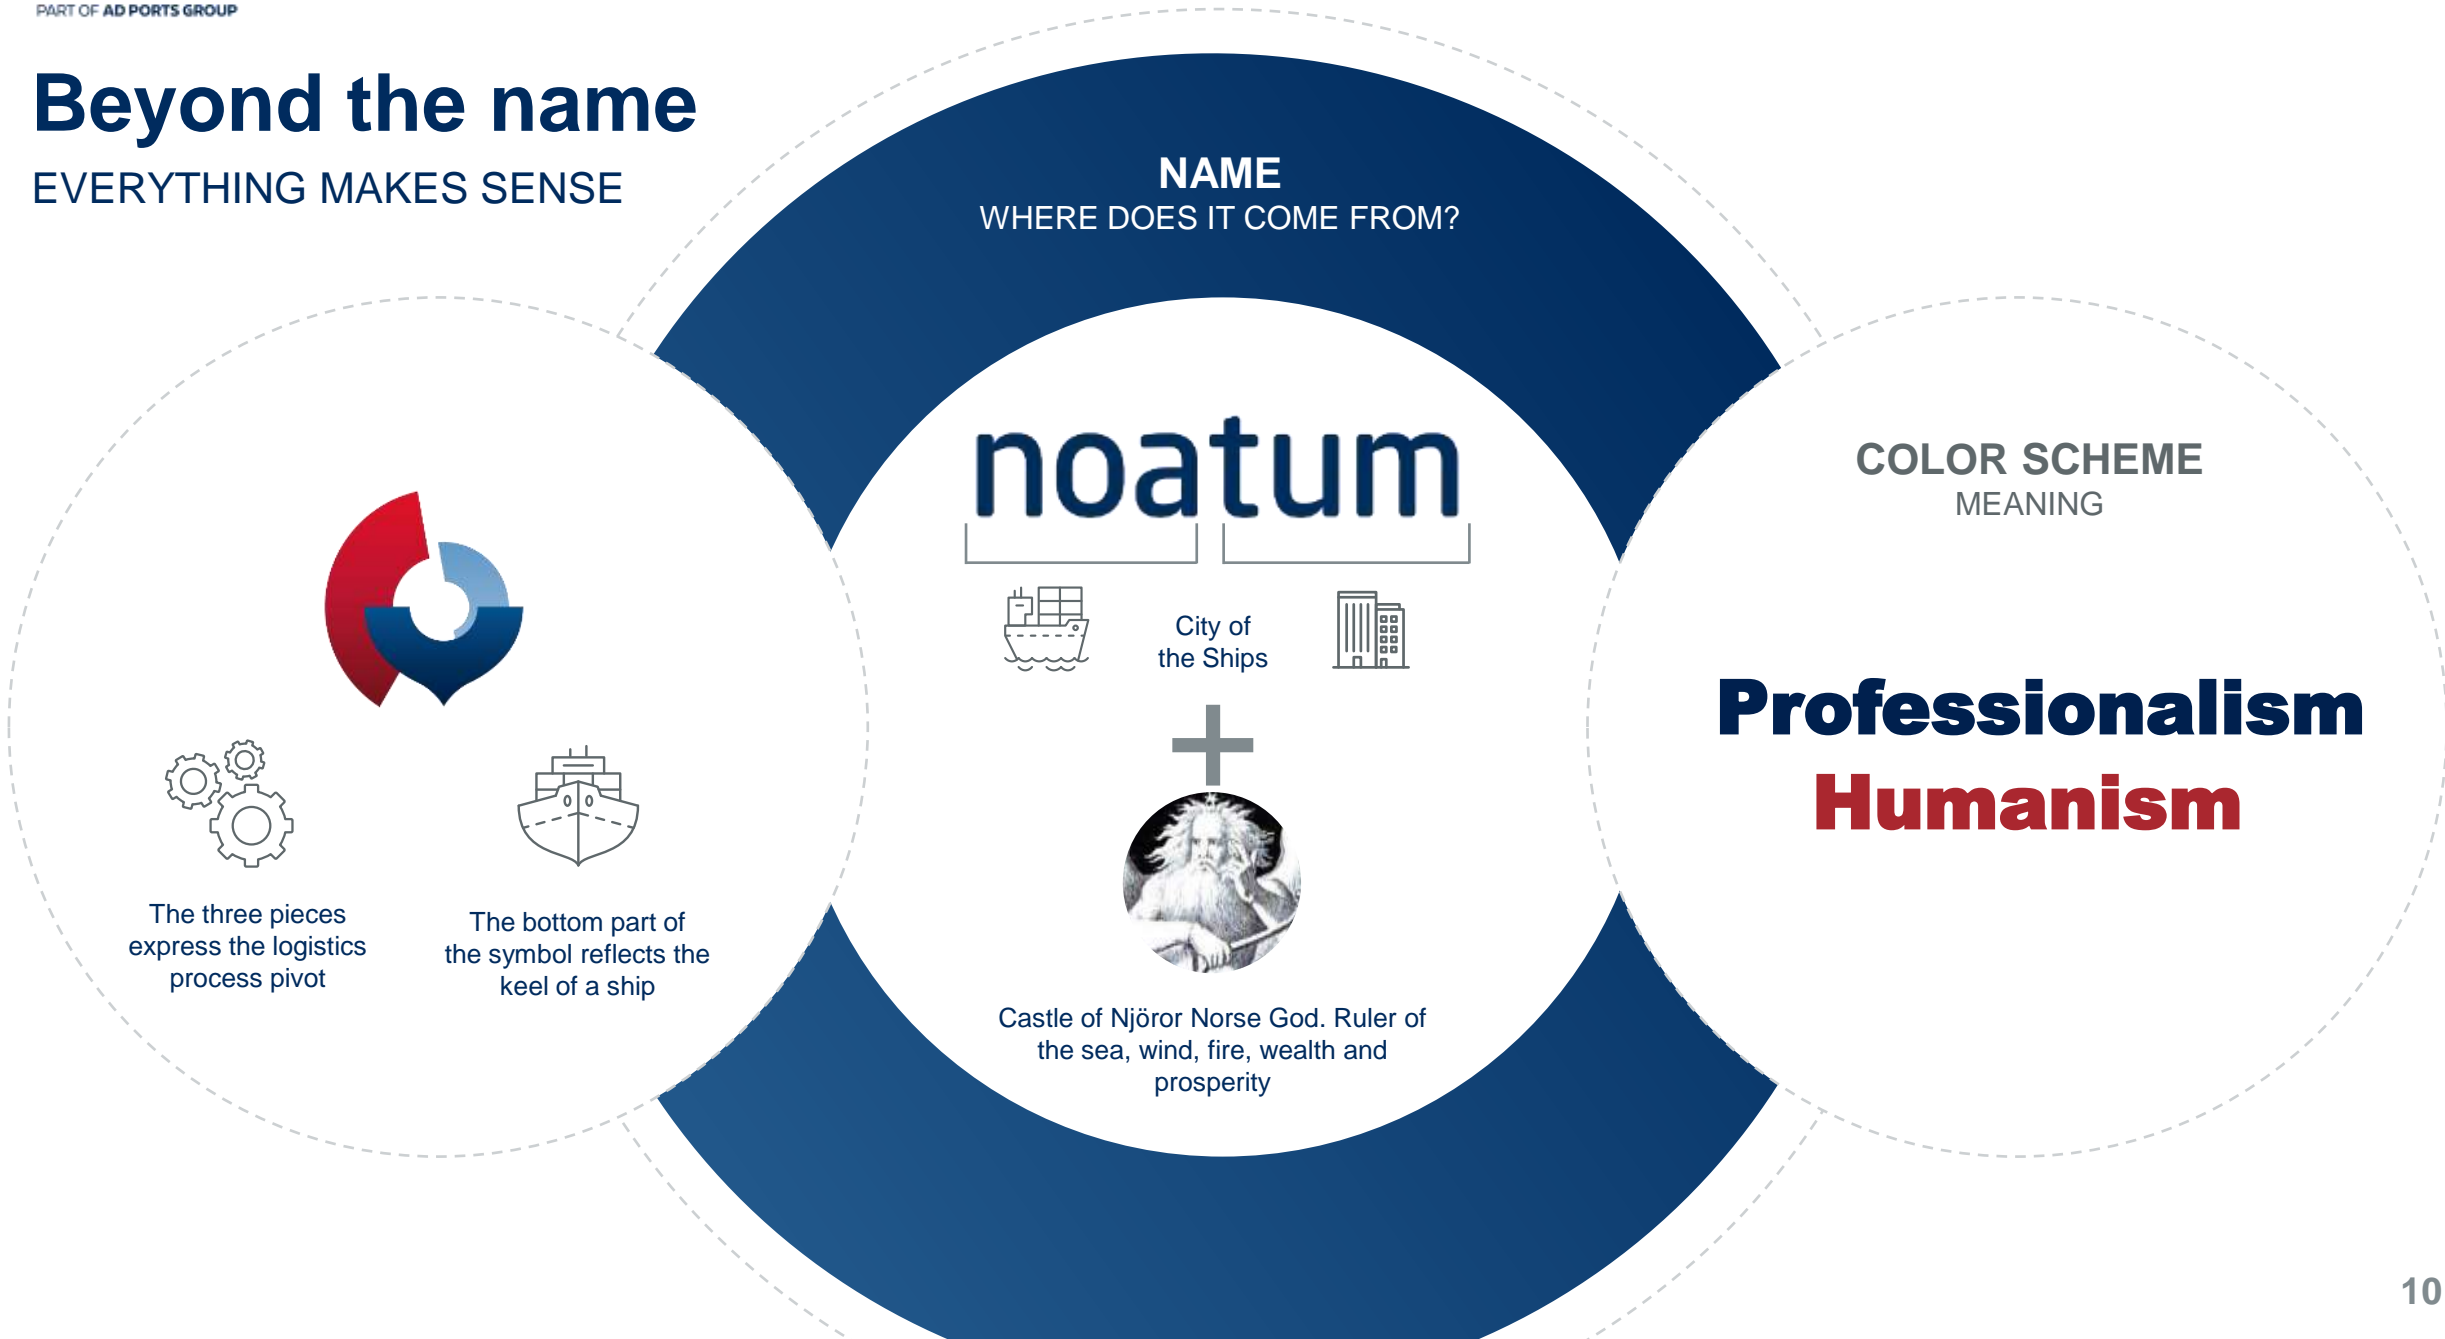 PART OF AD PORTS GROUP
Beyond the name
EVERYTHING MAKES SENSE
NAME
WHERE DOES IT COME FROM?
noatum
City of
the Ships
Castle of Njöror Norse God. Ruler of
the sea, wind, fire, wealth and
prosperity
The three pieces
express the logistics
process pivot
The bottom part of
the symbol reflects the
keel of a ship
COLOR SCHEME
MEANING
Professionalism
Humanism
10